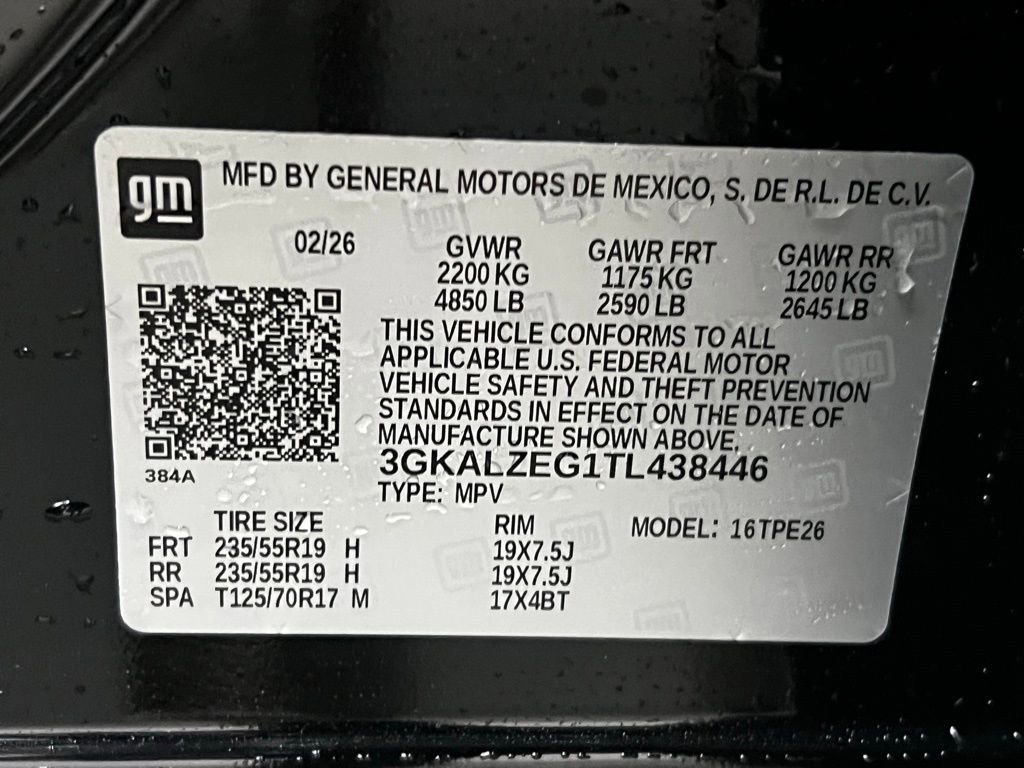 gm
MFD BY GENERAL MOTORS DE MEXICO, S. DE R.L. DE C.V.
02/26 GVWR GAWR FRT GAWR RR
2200 KG 1175 KG 1200 KG
4850 LB 2590 LB 2645 LB
THIS VEHICLE CONFORMS TO ALL
APPLICABLE U.S. FEDERAL MOTOR
VEHICLE SAFETY AND THEFT PREVENTION
STANDARDS IN EFFECT ON THE DATE OF
MANUFACTURE SHOWN ABOVE.
384A
3GKALZEG1TL438446
TYPE: MPV
TIRE SIZE RIM MODEL: 16TPE26
FRT 235/55R19 H 19X7.5J
RR 235/55R19 H 19X7.5J
SPA T125/70R17 M 17X4BT